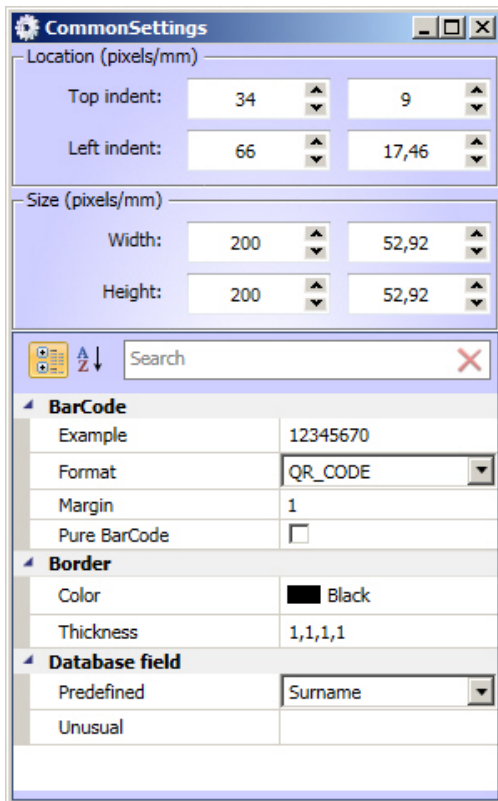 CommonSettings
Location (pixels/mm)
Top indent: 34 9
Left indent: 66 17,46
Size (pixels/mm)
Width: 200 52,92
Height: 200 52,92
A
Z Search
BarCode
Example 12345670
Format QR_CODE
Margin 1
Pure BarCode
Border
Color Black
Thickness 1,1,1,1
Database field
Predefined Surname
Unusual